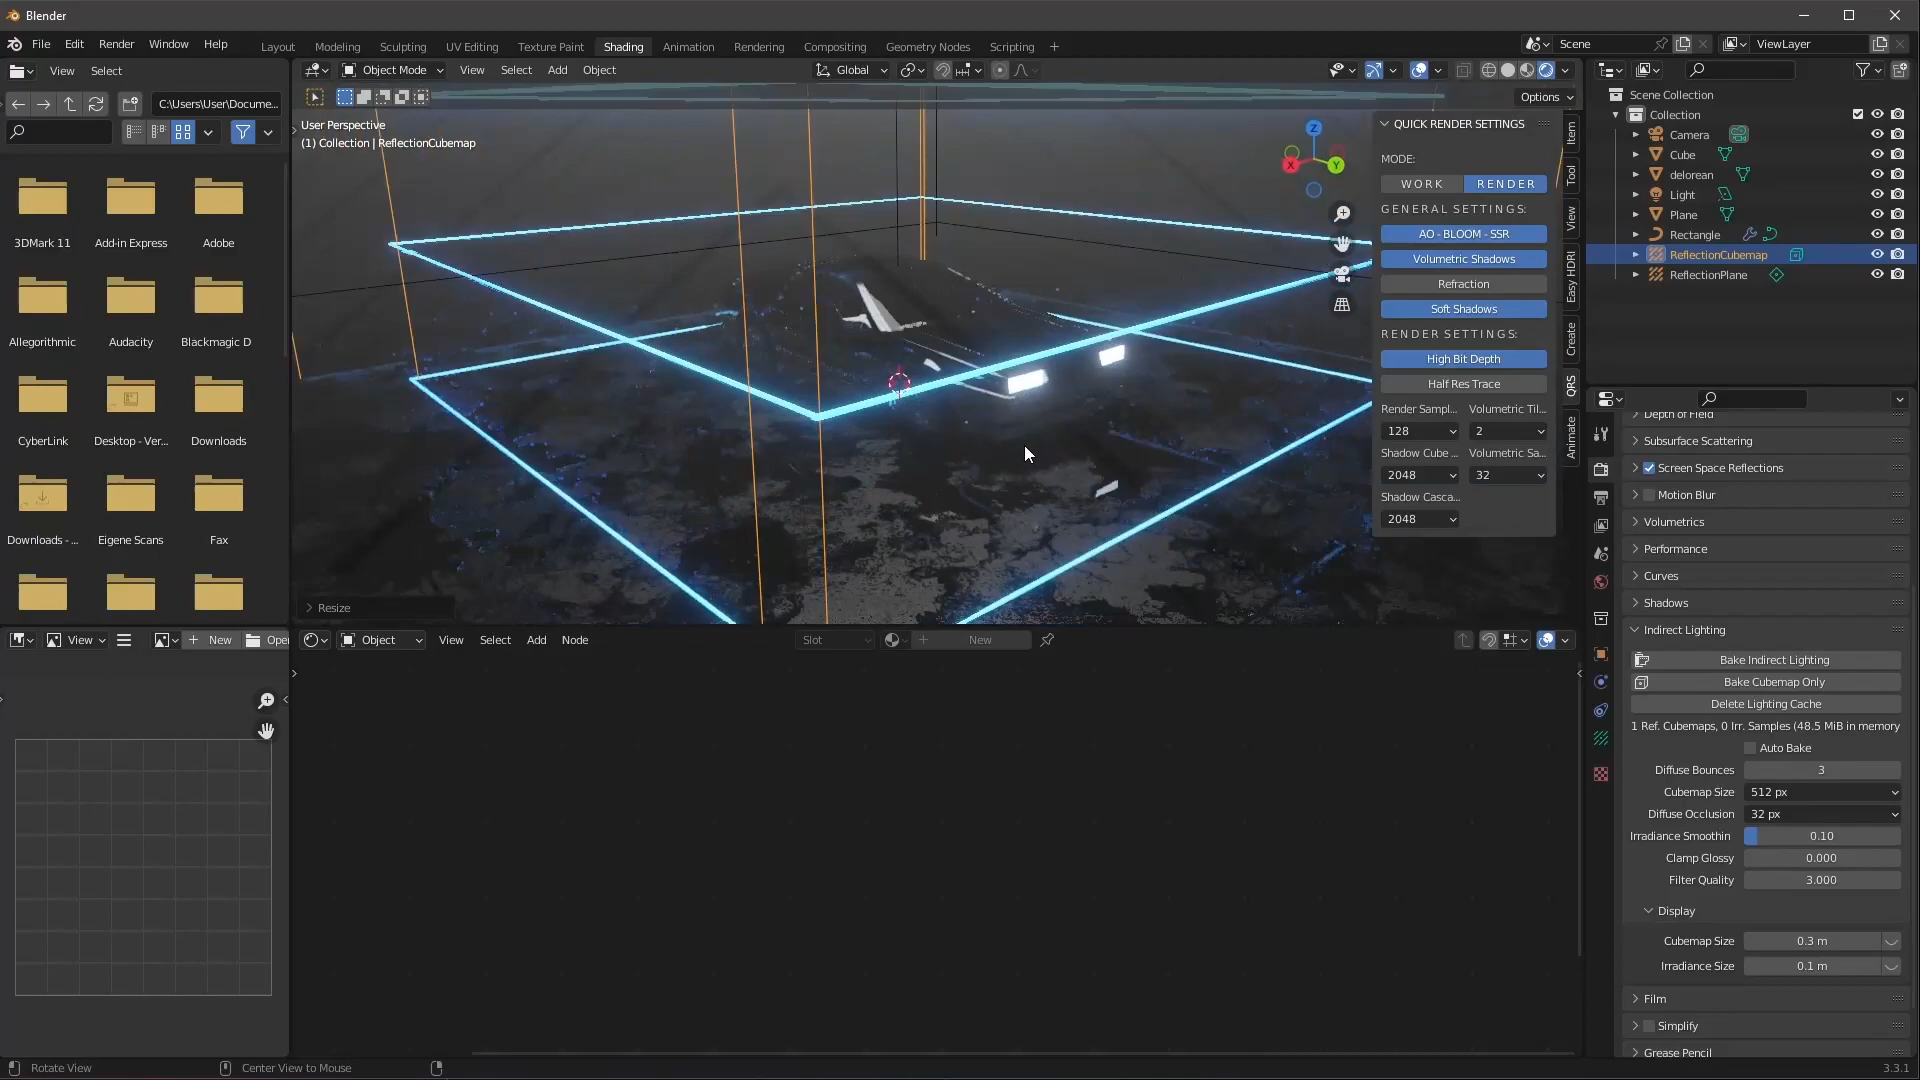 Blender
File Edit Render Window Help
Layout Modeling Sculpting UV Editing Texture Paint Shading Animation Rendering Compositing Geometry Nodes Scripting
Scene
ViewLayer
View Select
C:\Users\User\Docume...
3DMark 11 Add-in Express Adobe
Allegorithmic Audacity Blackmagic D
CyberLink Desktop - Ver... Downloads
Downloads - ... Eigene Scans Fax
Object Mode View Select Add Object
Global
Options
User Perspective
(1) Collection | ReflectionCubemap
X Y Z
Resize
QUICK RENDER SETTINGS
MODE:
WORK RENDER
GENERAL SETTINGS:
AO - BLOOM - SSR
Volumetric Shadows
Refraction
Soft Shadows
RENDER SETTINGS:
High Bit Depth
Half Res Trace
Render Sampl... Volumetric Til...
128 2
Shadow Cube ... Volumetric Sa...
2048 32
Shadow Casca...
2048
Item
Tool
View
Easy HDRI
Create
QRS
Animate
Scene Collection
Collection
Camera
Cube
delorean
Light
Plane
Rectangle
ReflectionCubemap
ReflectionPlane
Depth of Field
Subsurface Scattering
Screen Space Reflections
Motion Blur
Volumetrics
Performance
Curves
Shadows
Indirect Lighting
Bake Indirect Lighting
Bake Cubemap Only
Delete Lighting Cache
1 Ref. Cubemaps, 0 Irr. Samples (48.5 MiB in memory
Auto Bake
Diffuse Bounces 3
Cubemap Size 512 px
Diffuse Occlusion 32 px
Irradiance Smoothin 0.10
Clamp Glossy 0.000
Filter Quality 3.000
Display
Cubemap Size 0.3 m
Irradiance Size 0.1 m
Film
Simplify
Grease Pencil
View
New
Open
Object View Select Add Node
Slot
New
Rotate View
Center View to Mouse
3.3.1